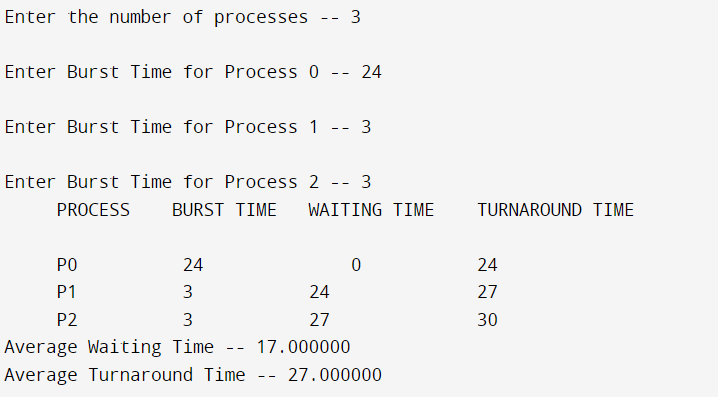 Enter the number of processes -- 3
Enter Burst Time for Process 0 -- 24
Enter Burst Time for Process 1 -- 3
Enter Burst Time for Process 2 -- 3
PROCESS BURST TIME WAITING TIME TURNAROUND TIME
P0 24 0 24
P1 3 24 27
P2 3 27 30
Average Waiting Time -- 17.000000
Average Turnaround Time -- 27.000000